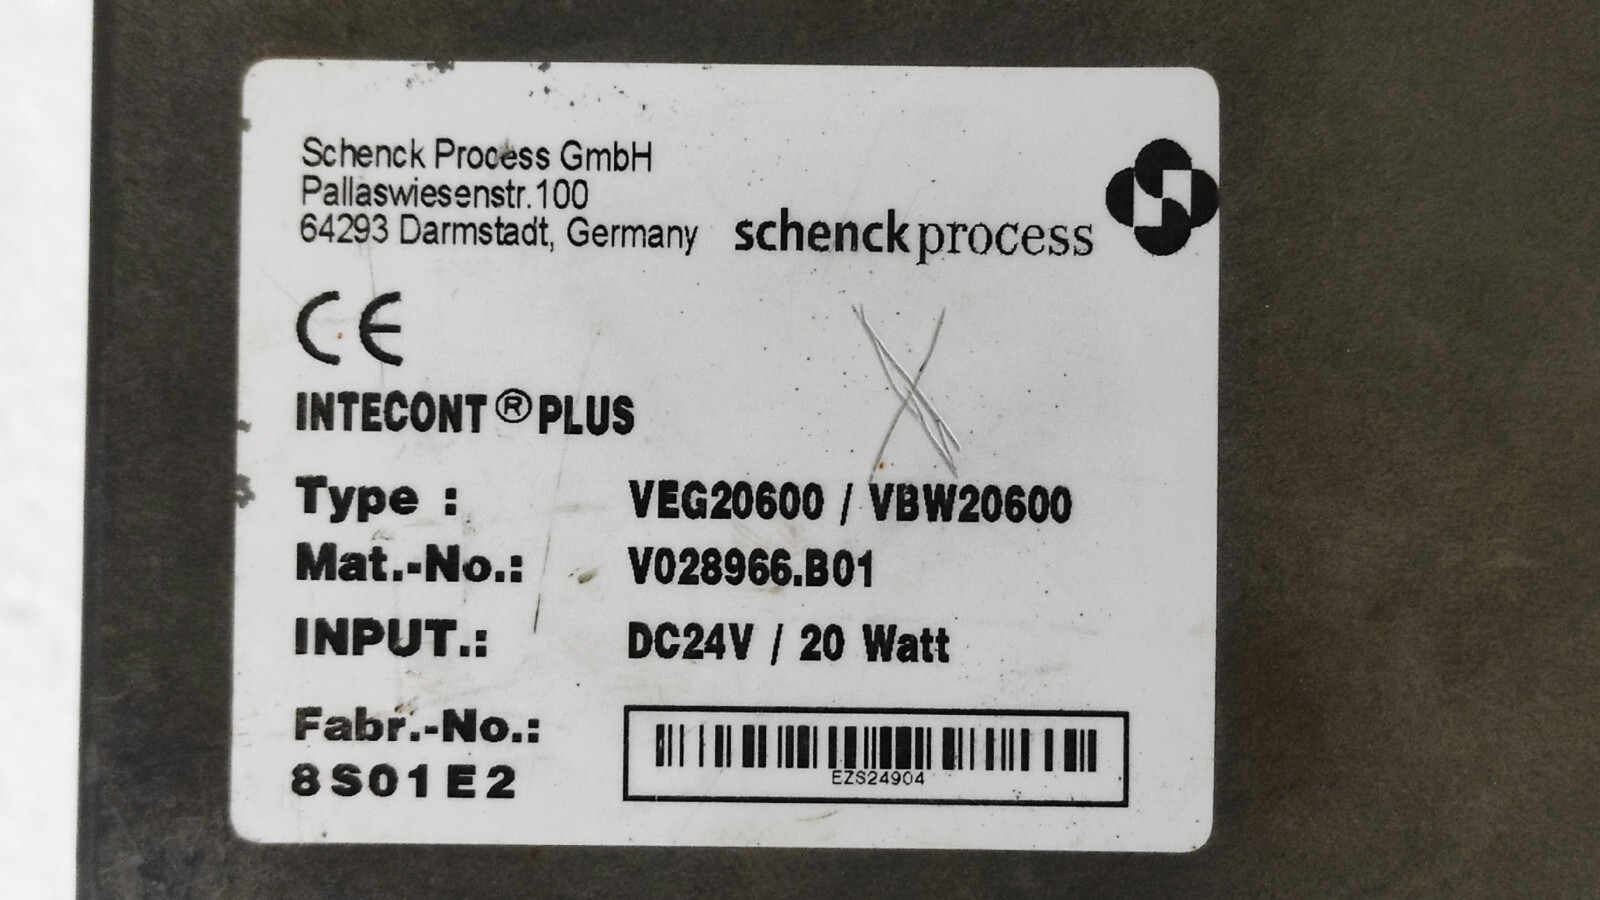 Schenck Process GmbH
Pallaswiesenstr.100
64293 Darmstadt, Germany
schenckprocess
CE
INTECONT® PLUS
Type : VEG20600 / VBW20600
Mat.-No.: V028966.B01
INPUT.: DC24V / 20 Watt
Fabr.-No.:
8S01E2
EZS24904